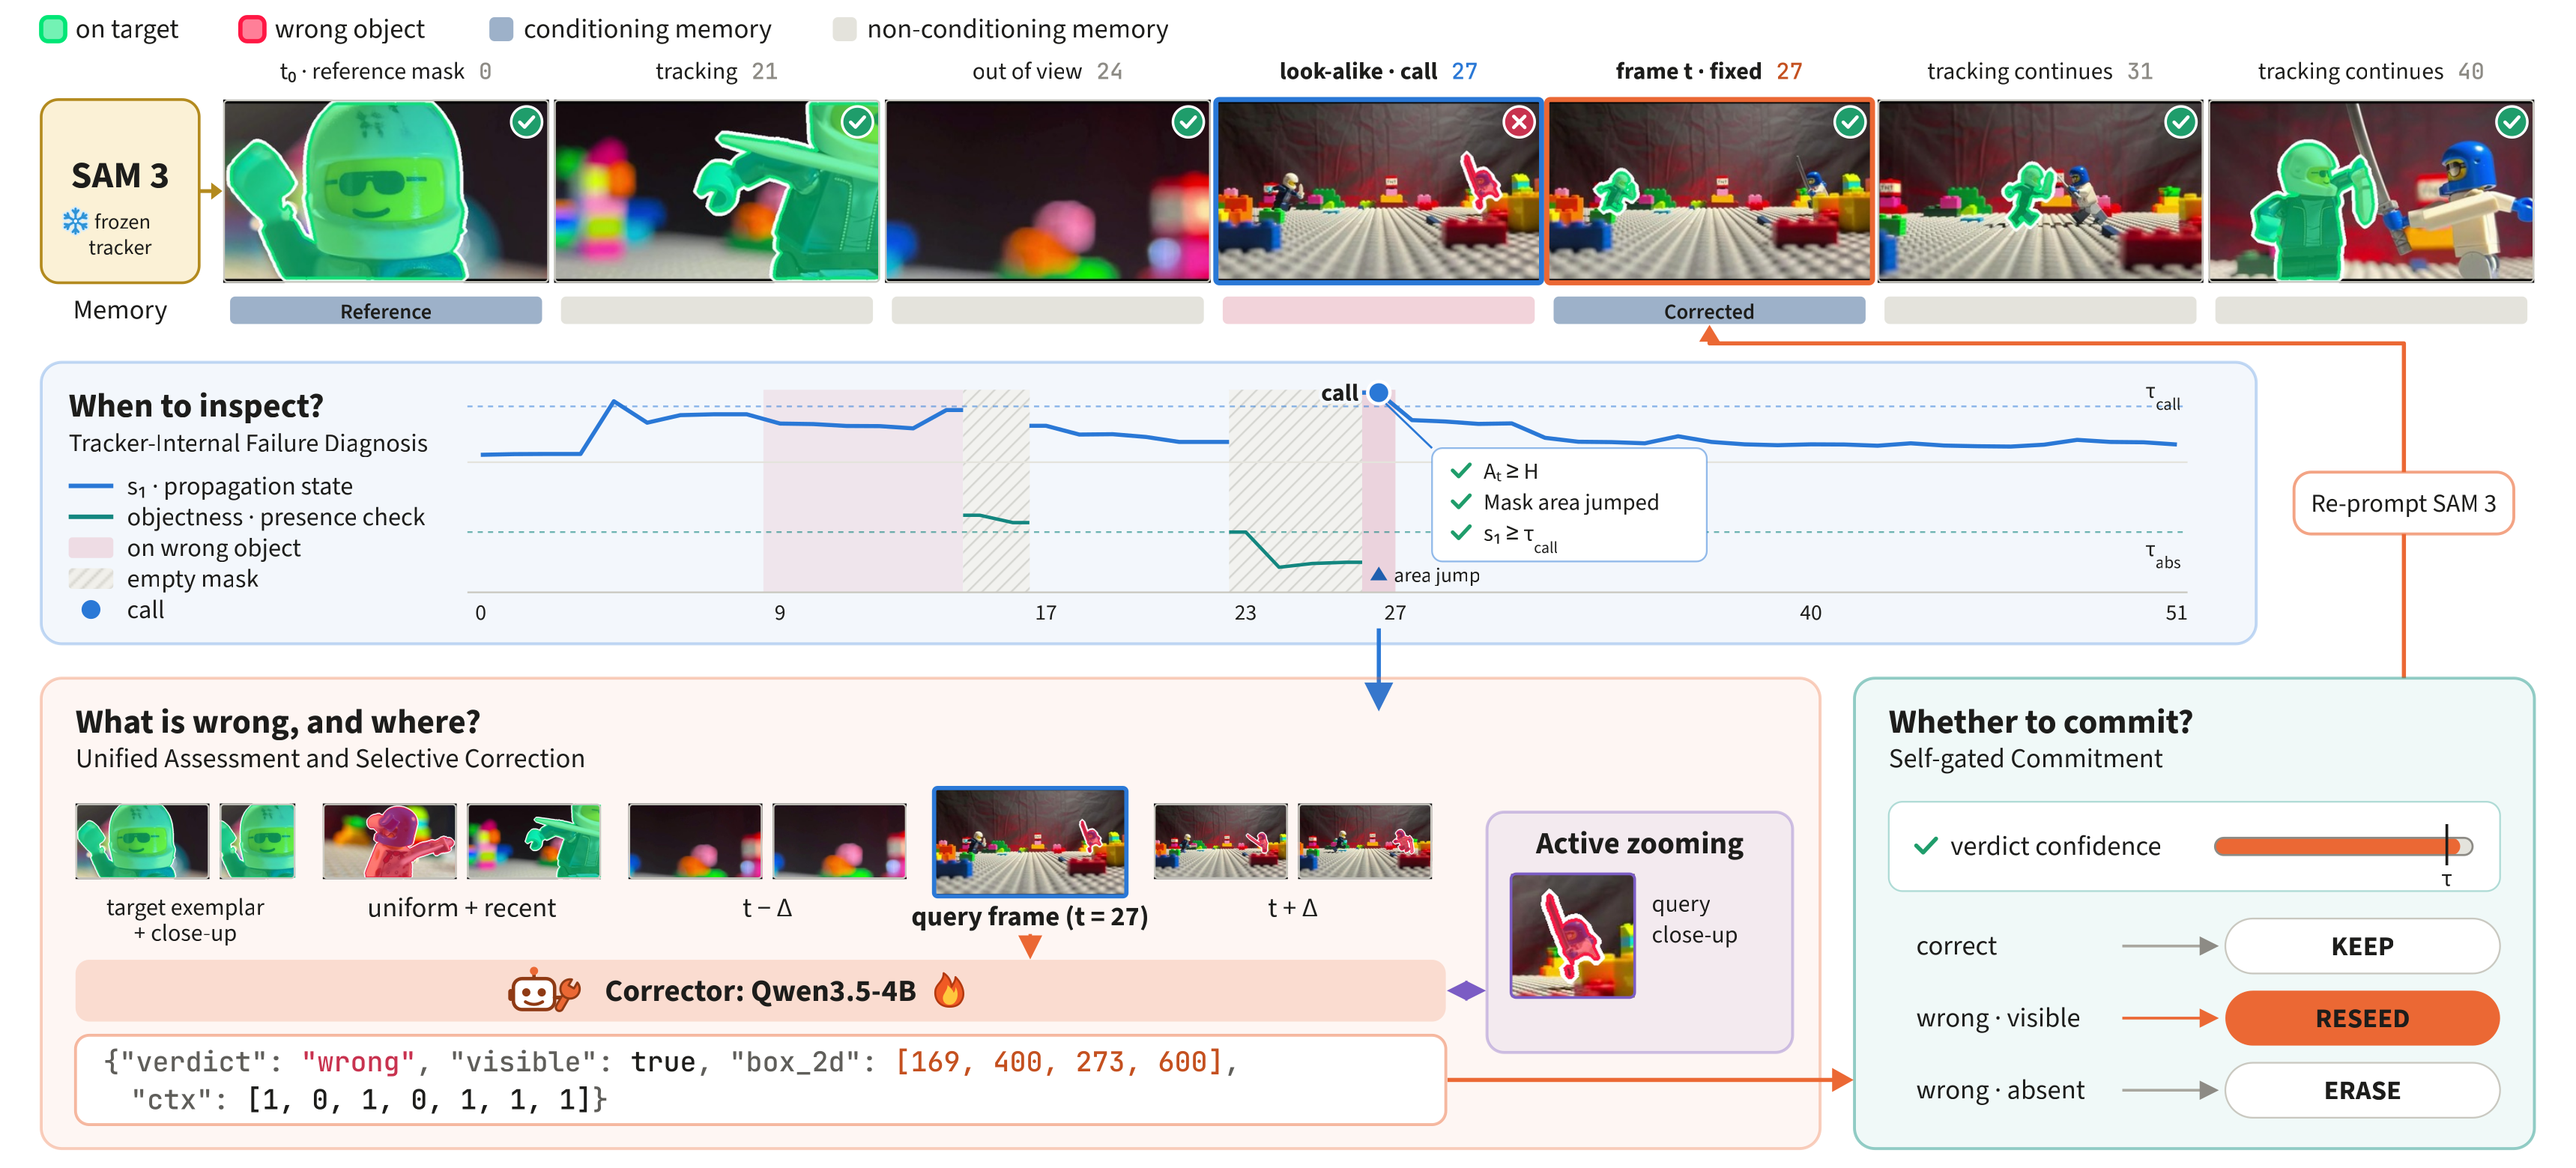 on target
wrong object
conditioning memory
non-conditioning memory
t₀ · reference mask 0
tracking 21
out of view 24
look-alike · call 27
frame t · fixed 27
tracking continues 31
tracking continues 40
SAM 3
frozen
tracker
Memory
Reference
Corrected
When to inspect?
Tracker-Internal Failure Diagnosis
s₁ · propagation state
objectness · presence check
on wrong object
empty mask
call
call
τcall
Aₜ ≥ H
Mask area jumped
s₁ ≥ τcall
τabs
area jump
0 9 17 23 27 40 51
Re-prompt SAM 3
What is wrong, and where?
Unified Assessment and Selective Correction
target exemplar
+ close-up
uniform + recent
t − Δ
query frame (t = 27)
t + Δ
Active zooming
query
close-up
Corrector: Qwen3.5-4B
{"verdict": "wrong", "visible": true, "box_2d": [169, 400, 273, 600],
"ctx": [1, 0, 1, 0, 1, 1, 1]}
Whether to commit?
Self-gated Commitment
verdict confidence
τ
correct
KEEP
wrong · visible
RESEED
wrong · absent
ERASE